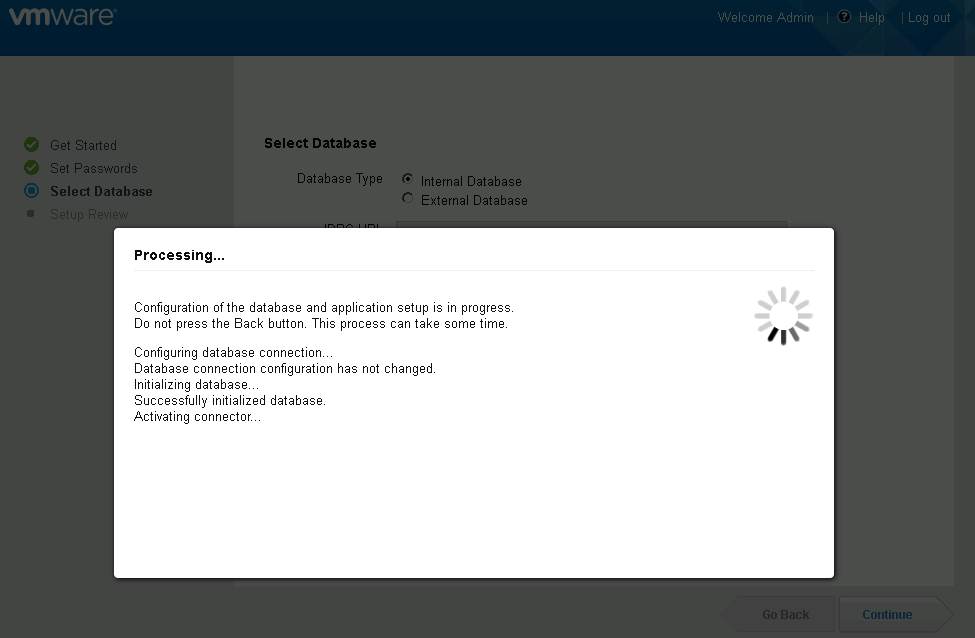 vmware
Welcome Admin | ? Help | Log out
Get Started
Set Passwords
Select Database
Setup Review
Select Database
Database Type
Internal Database
External Database
Processing...
Configuration of the database and application setup is in progress.
Do not press the Back button. This process can take some time.
Configuring database connection...
Database connection configuration has not changed.
Initializing database...
Successfully initialized database.
Activating connector...
Go Back
Continue